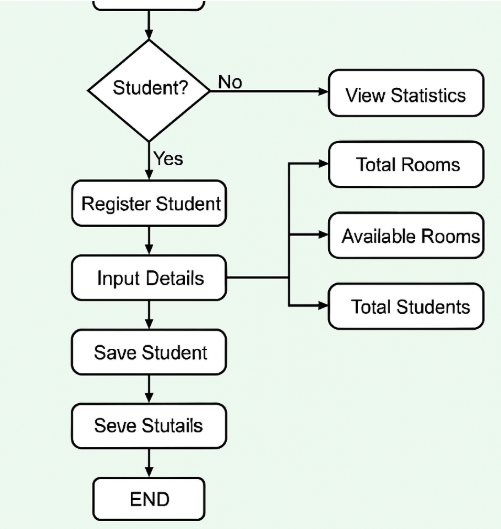 Student?
No
View Statistics
Yes
Total Rooms
Register Student
Available Rooms
Input Details
Total Students
Save Student
Seve Stutails
END